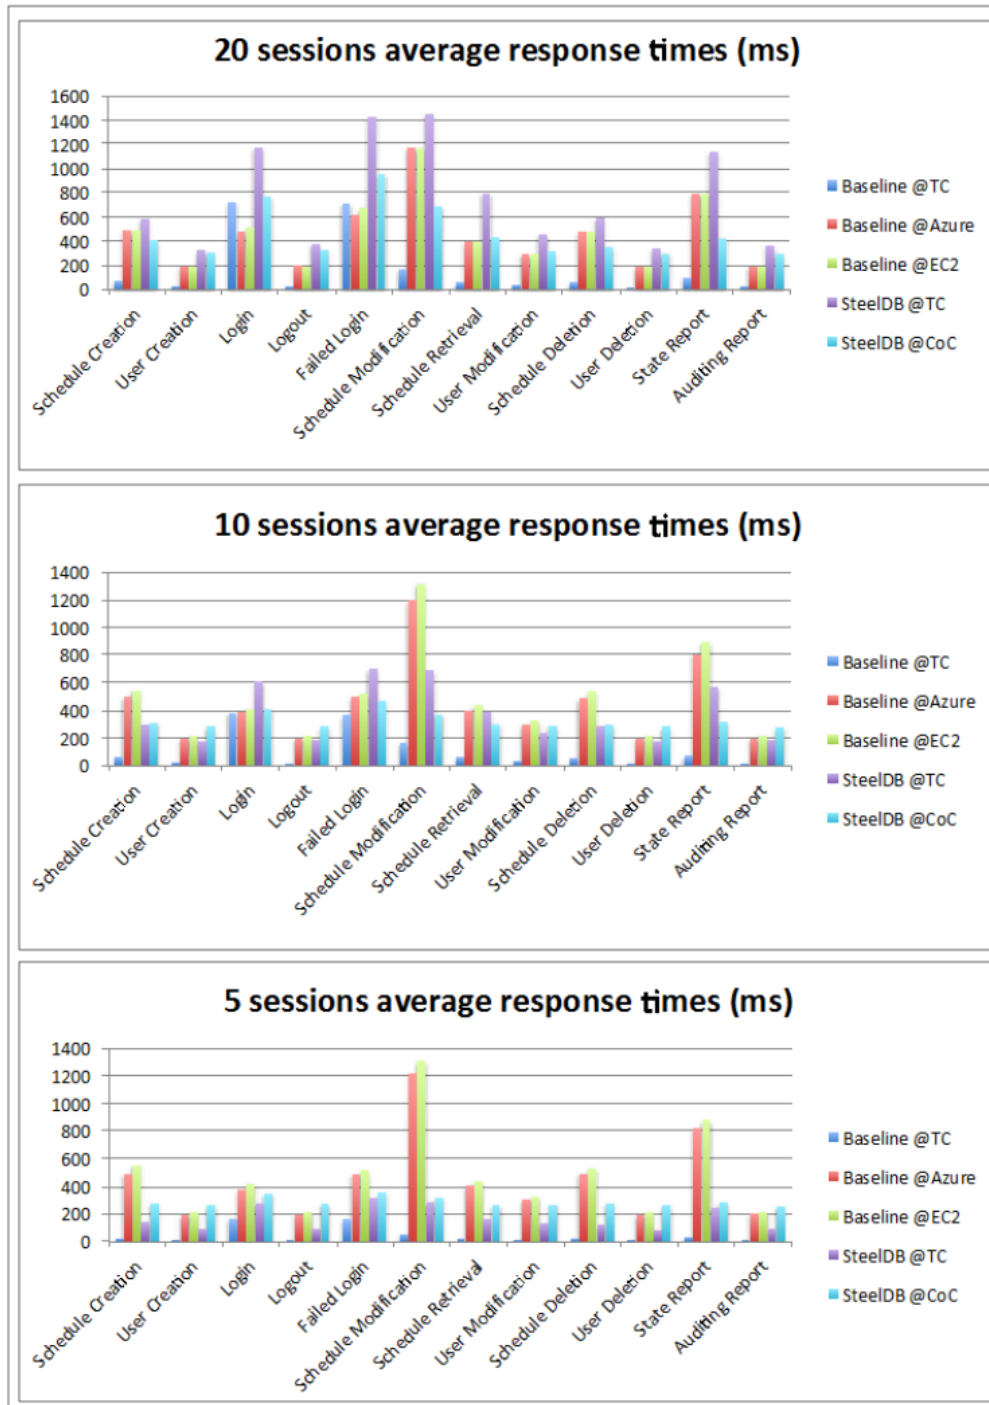 20 sessions average response times (ms)
1600
1400
1200
1000
800
600
400
200
0
Schedule Creation
User Creation
Login
Logout
Failed Login
Schedule Modification
Schedule Retrieval
User Modification
Schedule Deletion
User Deletion
State Report
Auditing Report
Baseline @TC
Baseline @Azure
Baseline @EC2
SteelDB @TC
SteelDB @CoC
10 sessions average response times (ms)
1400
1200
1000
800
600
400
200
0
Schedule Creation
User Creation
Login
Logout
Failed Login
Schedule Modification
Schedule Retrieval
User Modification
Schedule Deletion
User Deletion
State Report
Auditing Report
Baseline @TC
Baseline @Azure
Baseline @EC2
SteelDB @TC
SteelDB @CoC
5 sessions average response times (ms)
1400
1200
1000
800
600
400
200
0
Schedule Creation
User Creation
Login
Logout
Failed Login
Schedule Modification
Schedule Retrieval
User Modification
Schedule Deletion
User Deletion
State Report
Auditing Report
Baseline @TC
Baseline @Azure
Baseline @EC2
SteelDB @TC
SteelDB @CoC